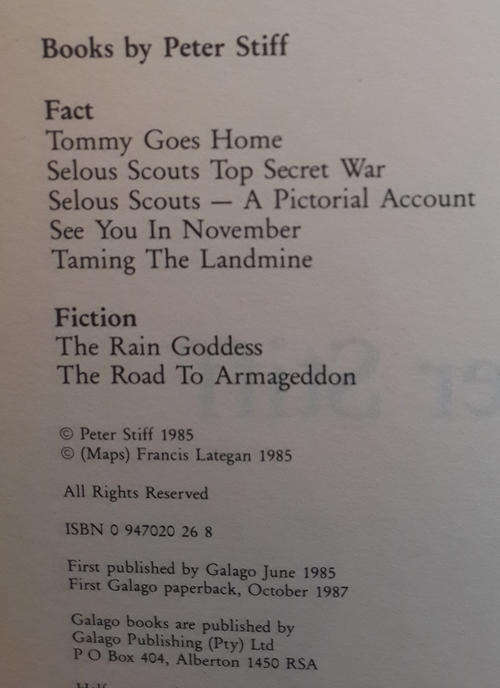 Books by Peter Stiff
Fact
Tommy Goes Home
Selous Scouts Top Secret War
Selous Scouts — A Pictorial Account
See You In November
Taming The Landmine
Fiction
The Rain Goddess
The Road To Armageddon
© Peter Stiff 1985
© (Maps) Francis Lategan 1985
All Rights Reserved
ISBN 0 947020 26 8
First published by Galago June 1985
First Galago paperback, October 1987
Galago books are published by
Galago Publishing (Pty) Ltd
P O Box 404, Alberton 1450 RSA